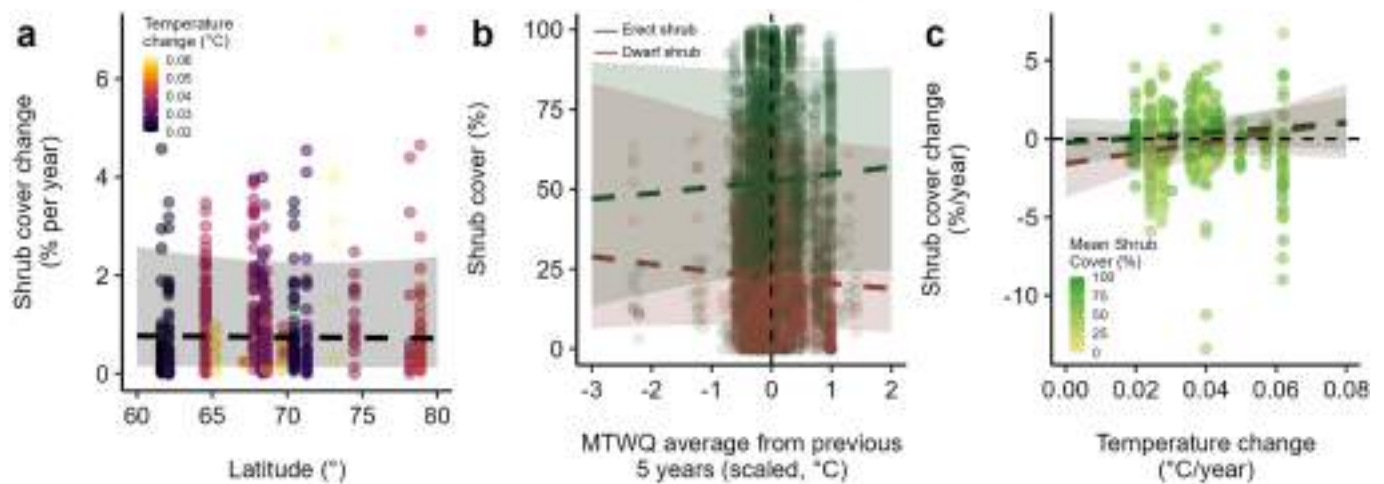 a
Temperature
change (°C)
0.06
0.05
0.04
0.03
0.02
Shrub cover change
(% per year)
6
4
2
0
60 65 70 75 80
Latitude (°)
b
Erect shrub
Dwarf shrub
Shrub cover (%)
100
75
50
25
0
-3 -2 -1 0 1 2
MTWQ average from previous
5 years (scaled, °C)
c
Shrub cover change
(%/year)
5
0
-5
-10
Mean Shrub
Cover (%)
100
75
50
25
0
0.00 0.02 0.04 0.06 0.08
Temperature change
(°C/year)